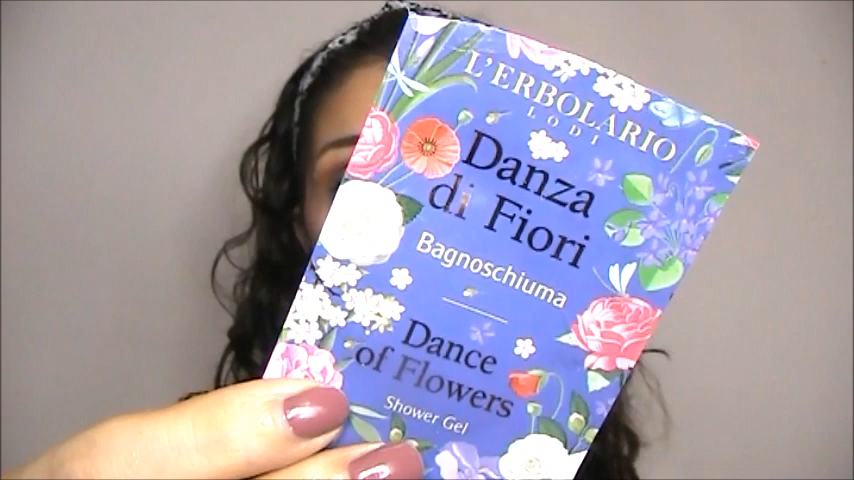 L'ERBOLARIO
LODI
Danza
di Fiori
Bagnoschiuma
Dance
of Flowers
Shower Gel